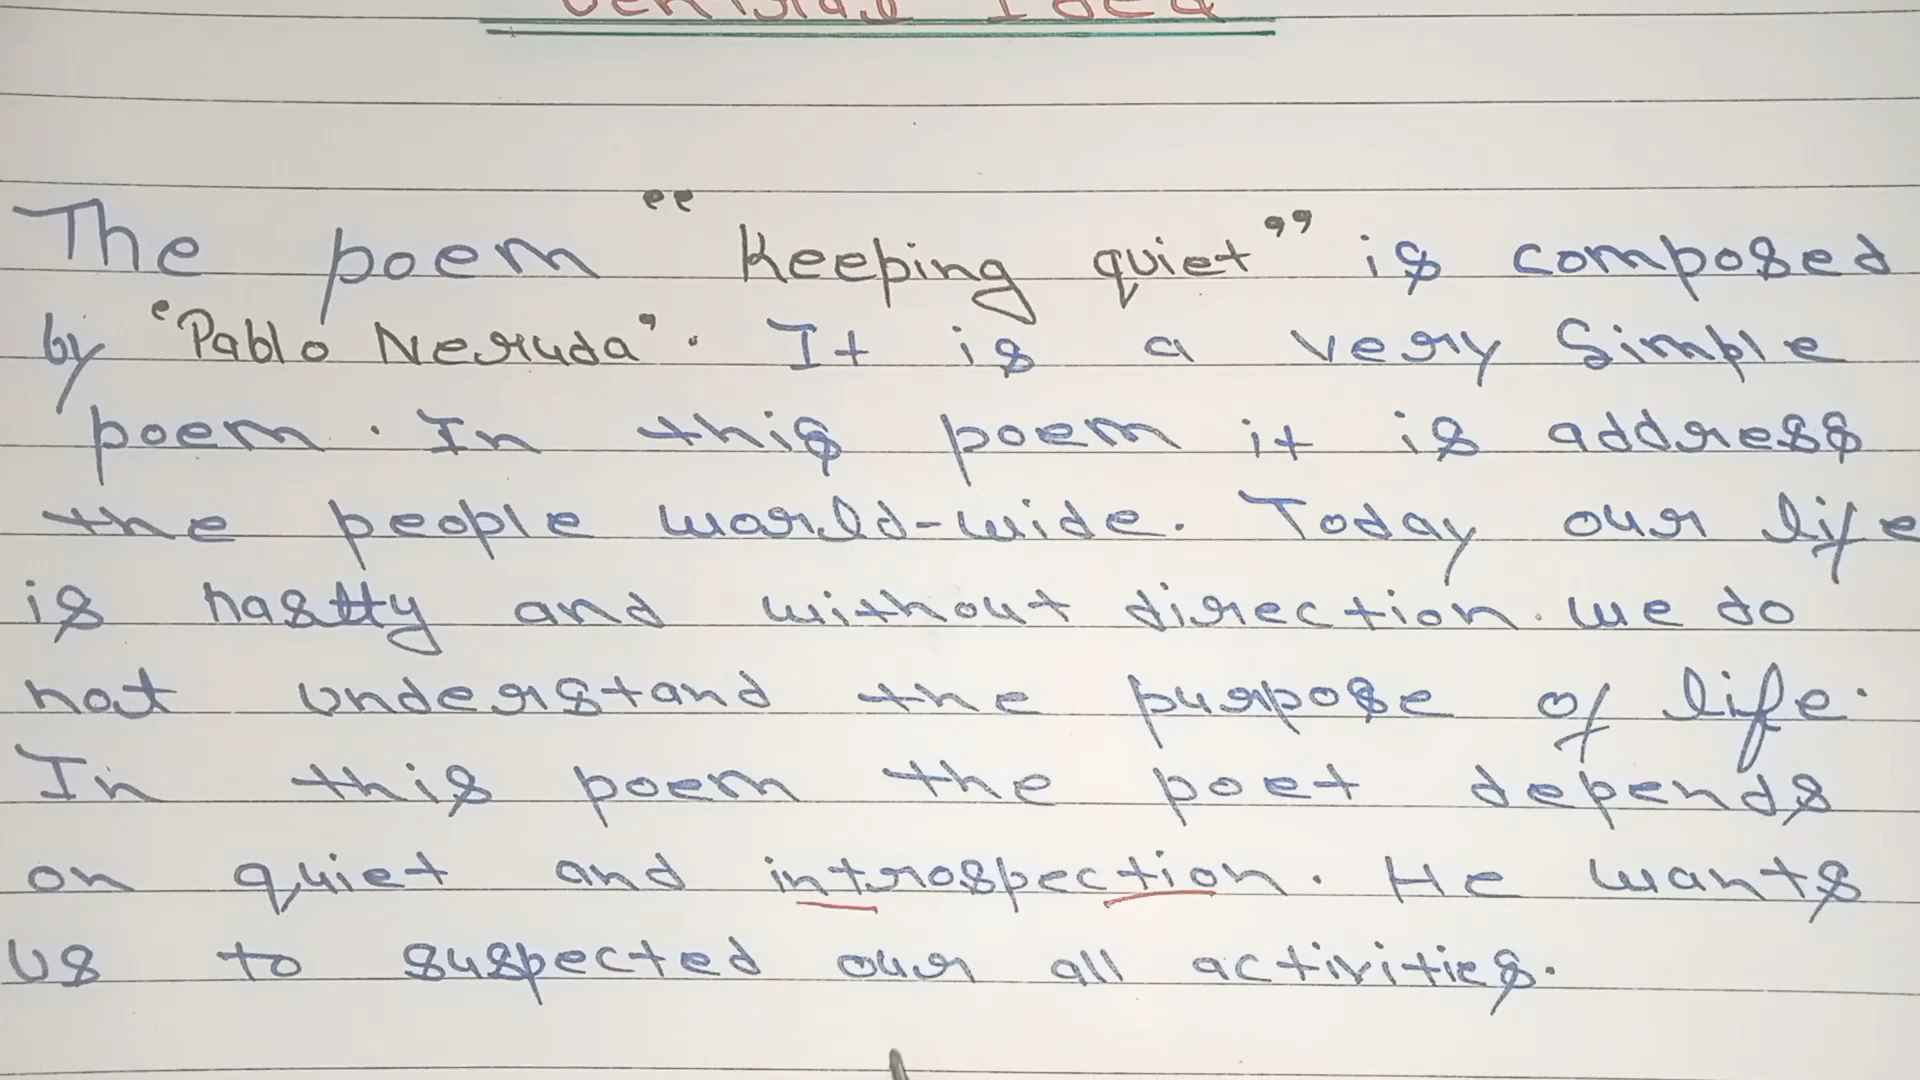 Central Idea
The poem "Keeping quiet" is composed
by 'Pablo Neruda'. It is a very Simple
poem. In this poem it is address
the people world-wide. Today our life
is hastty and without direction. we do
not understand the purpose of life.
In this poem the poet depends
on quiet and introspection. He wants
us to suspected our all activities.